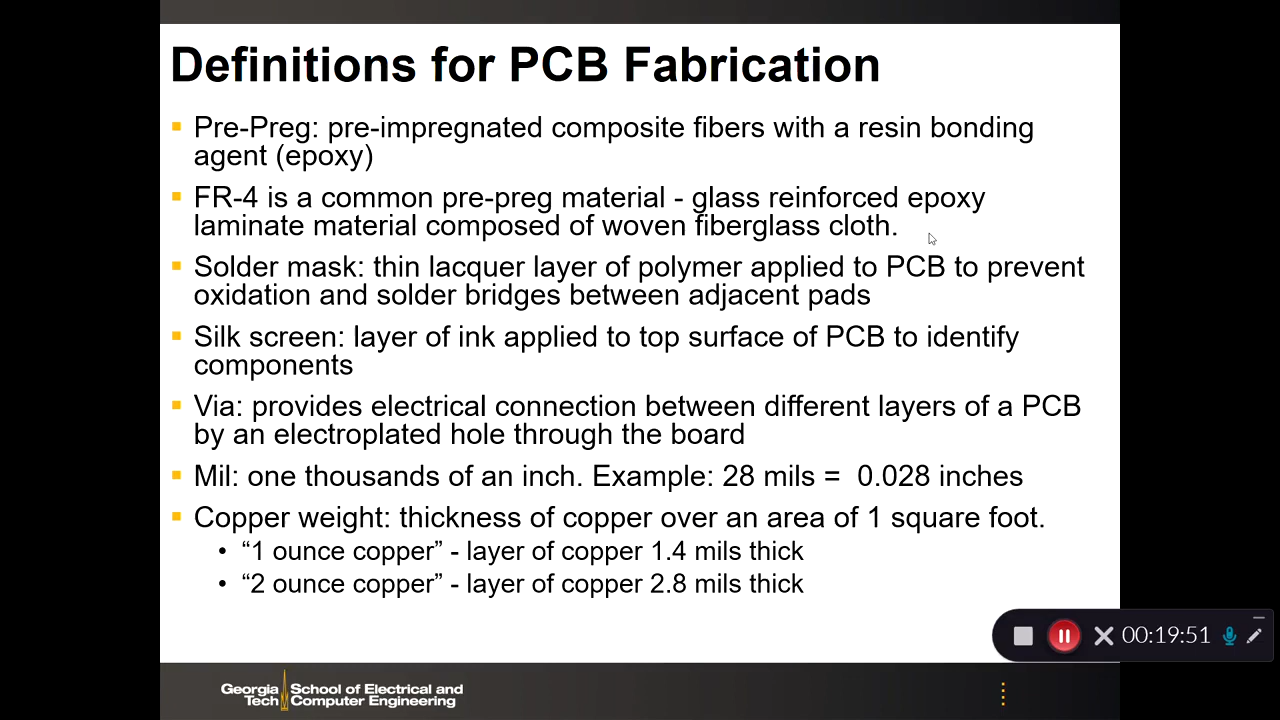 Definitions for PCB Fabrication
Pre-Preg: pre-impregnated composite fibers with a resin bonding
agent (epoxy)
FR-4 is a common pre-preg material - glass reinforced epoxy
laminate material composed of woven fiberglass cloth.
Solder mask: thin lacquer layer of polymer applied to PCB to prevent
oxidation and solder bridges between adjacent pads
Silk screen: layer of ink applied to top surface of PCB to identify
components
Via: provides electrical connection between different layers of a PCB
by an electroplated hole through the board
Mil: one thousands of an inch. Example: 28 mils = 0.028 inches
Copper weight: thickness of copper over an area of 1 square foot.
• “1 ounce copper” - layer of copper 1.4 mils thick
• “2 ounce copper” - layer of copper 2.8 mils thick
00:19:51
Georgia Tech
School of Electrical and
Computer Engineering